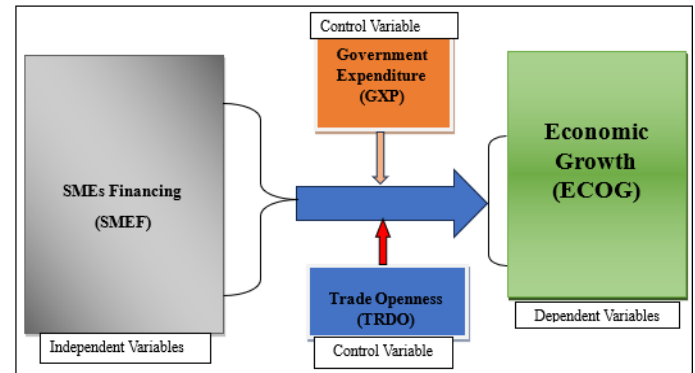 Control Variable
Government
Expenditure
(GXP)
SMEs Financing
(SMEF)
Economic
Growth
(ECOG)
Trade Openness
(TRDO)
Independent Variables
Control Variable
Dependent Variables